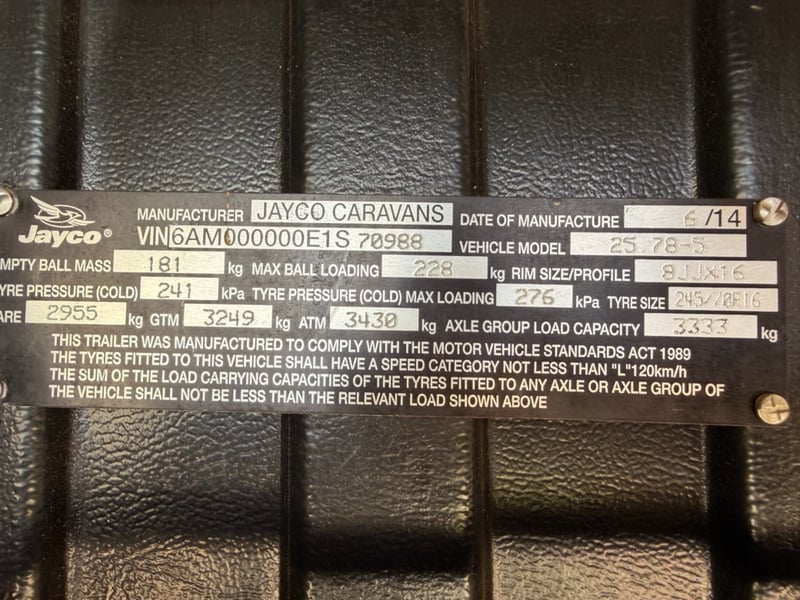 Jayco®
MANUFACTURER JAYCO CARAVANS DATE OF MANUFACTURE 6/14
VIN 6AM000000E1S 70988 VEHICLE MODEL 25.78-5
MPTY BALL MASS 181 kg MAX BALL LOADING 228 kg RIM SIZE/PROFILE 8JJX16
YRE PRESSURE (COLD) 241 kPa TYRE PRESSURE (COLD) MAX LOADING 276 kPa TYRE SIZE 245/70R16
ARE 2955 kg GTM 3249 kg ATM 3430 kg AXLE GROUP LOAD CAPACITY 3333 kg
THIS TRAILER WAS MANUFACTURED TO COMPLY WITH THE MOTOR VEHICLE STANDARDS ACT 1989
THE TYRES FITTED TO THIS VEHICLE SHALL HAVE A SPEED CATEGORY NOT LESS THAN "L"120km/h
THE SUM OF THE LOAD CARRYING CAPACITIES OF THE TYRES FITTED TO ANY AXLE OR AXLE GROUP OF
THE VEHICLE SHALL NOT BE LESS THAN THE RELEVANT LOAD SHOWN ABOVE